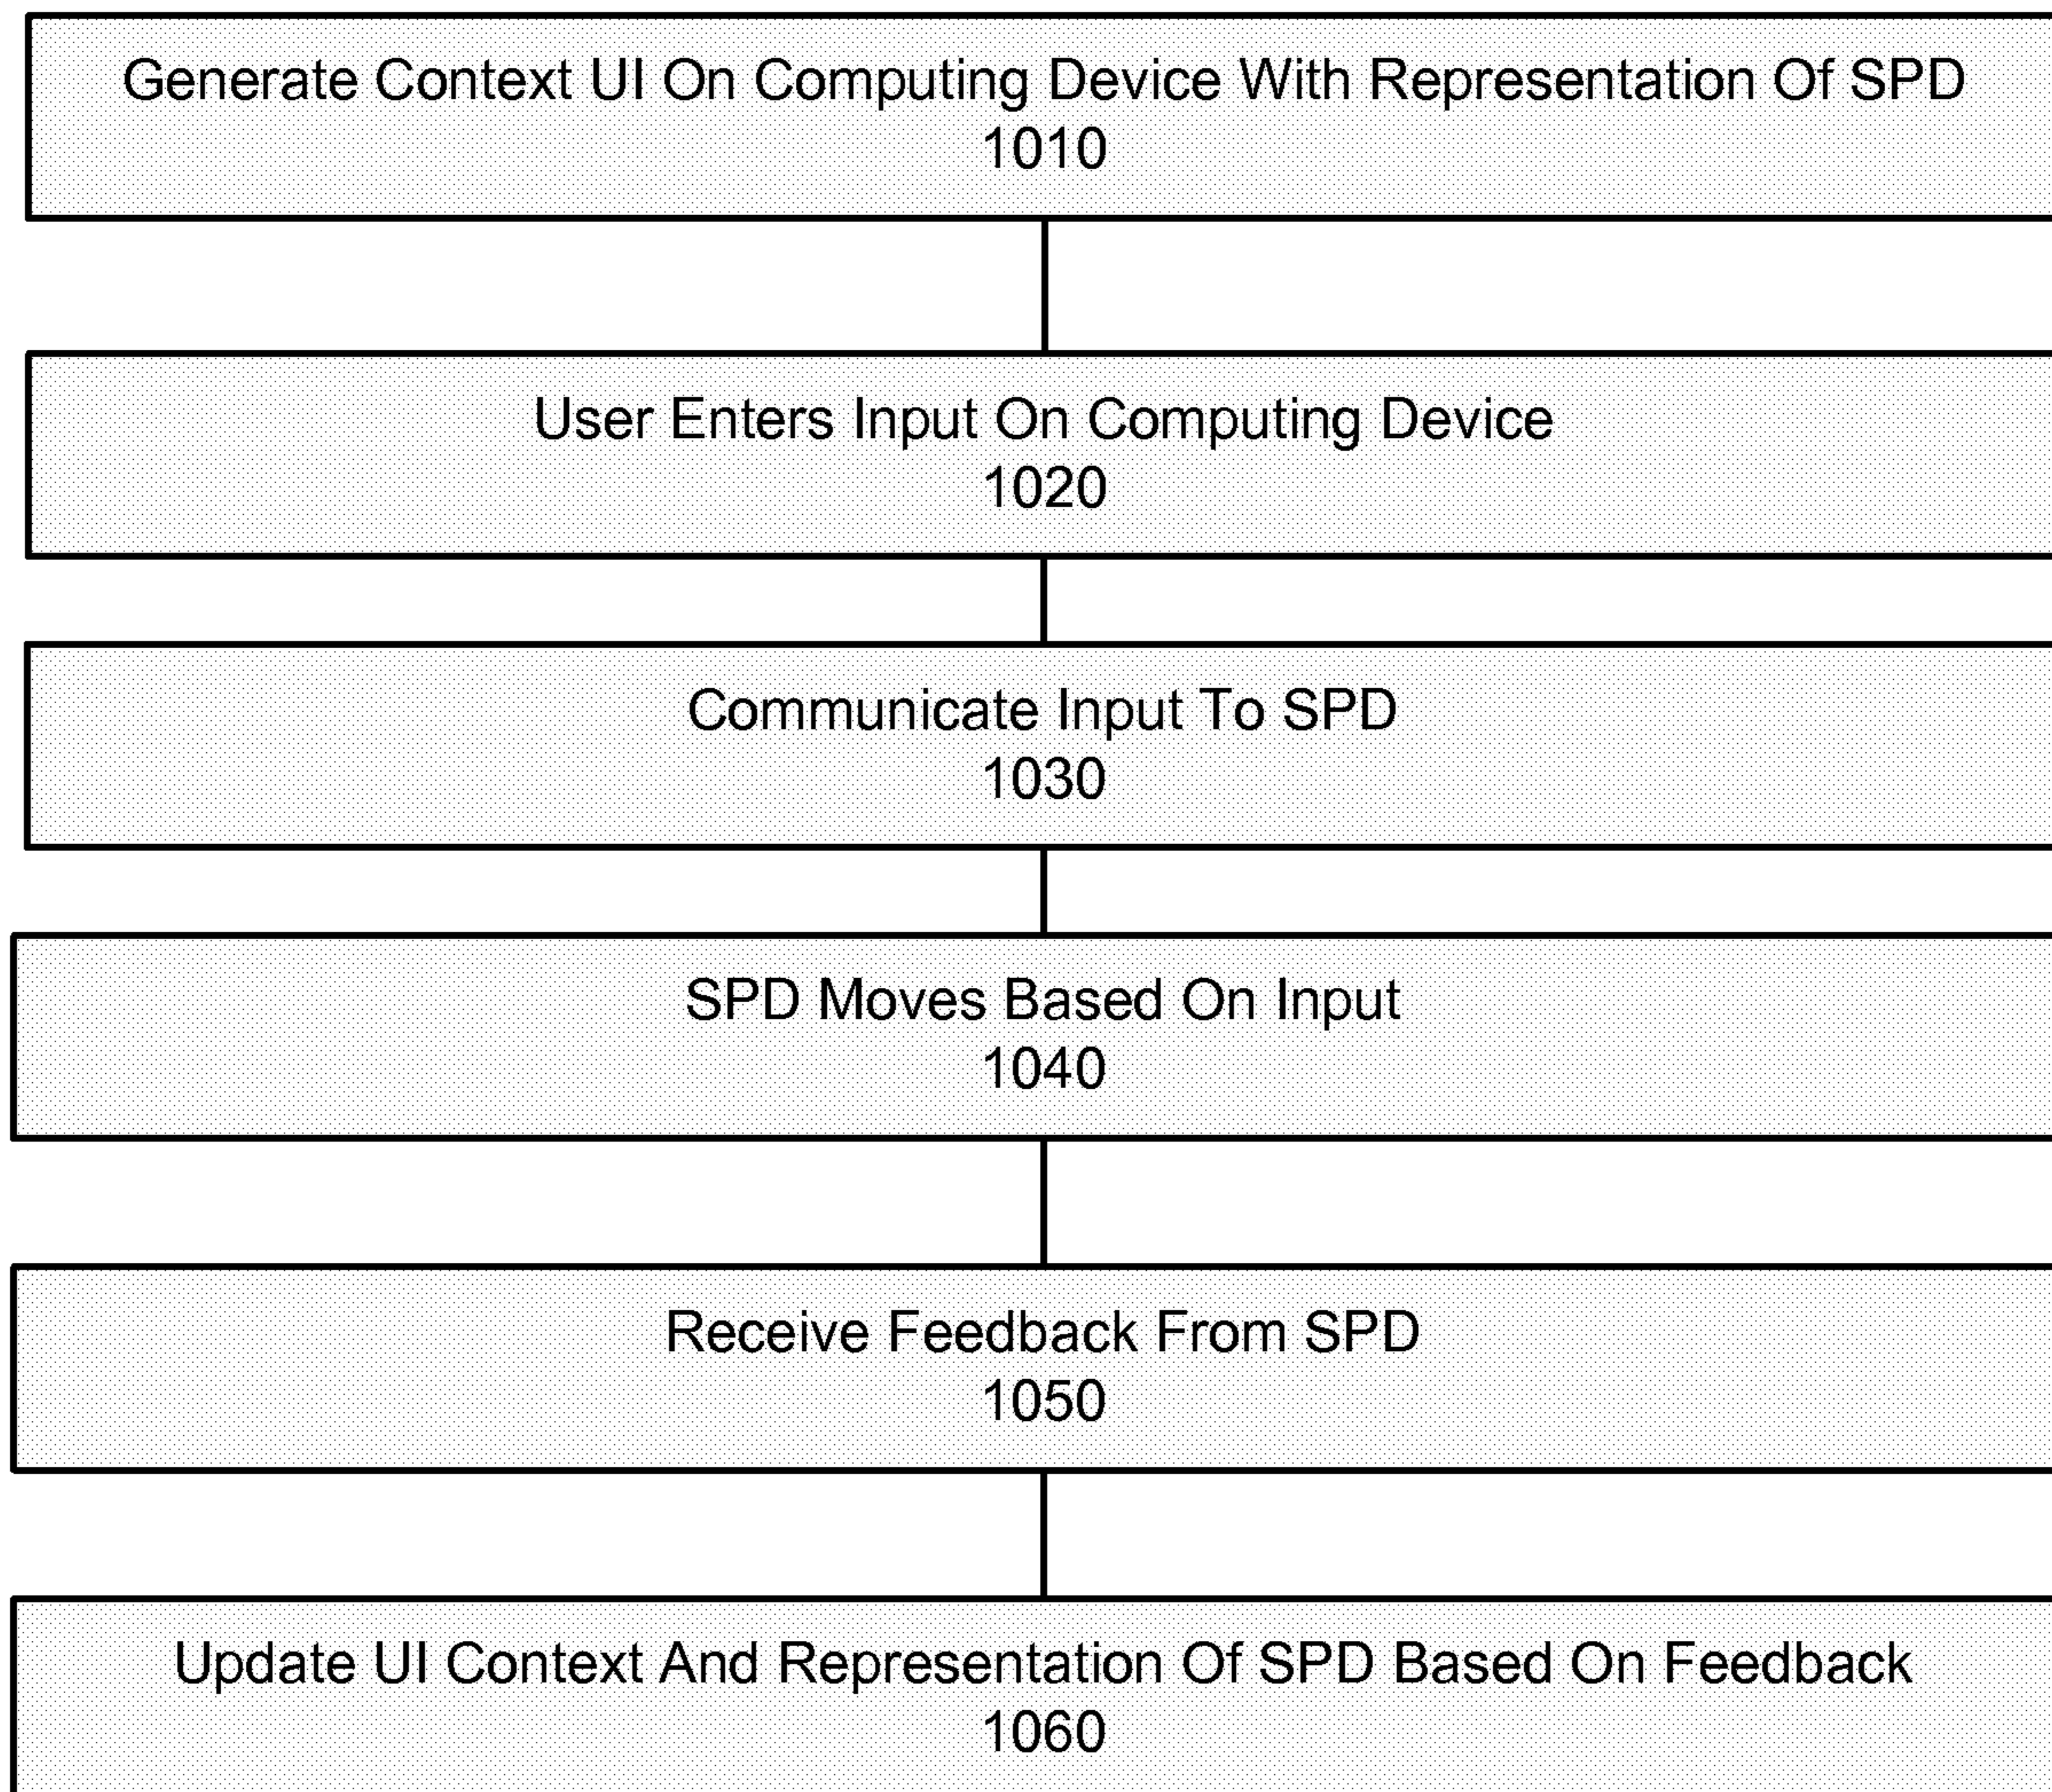 Generate Context UI On Computing Device With Representation Of SPD
1010
User Enters Input On Computing Device
1020
Communicate Input To SPD
1030
SPD Moves Based On Input
1040
Receive Feedback From SPD
1050
Update UI Context And Representation Of SPD Based On Feedback
1060